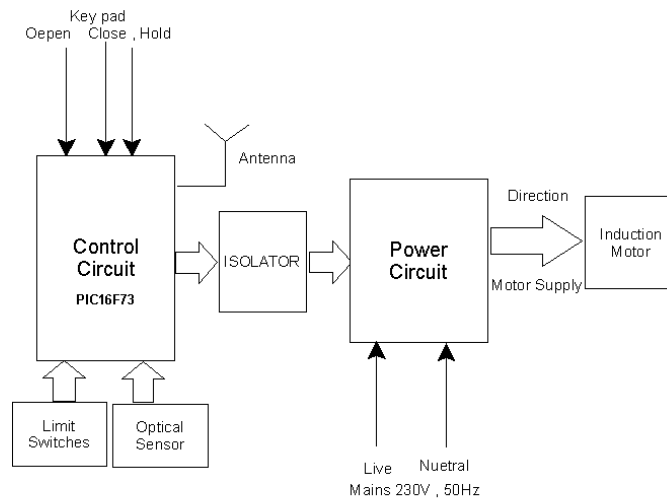 Key pad
Oepen Close , Hold
Antenna
Control
Circuit
PIC16F73
ISOLATOR
Power
Circuit
Direction
Motor Supply
Induction
Motor
Limit
Switches
Optical
Sensor
Live Nuetral
Mains 230V , 50Hz